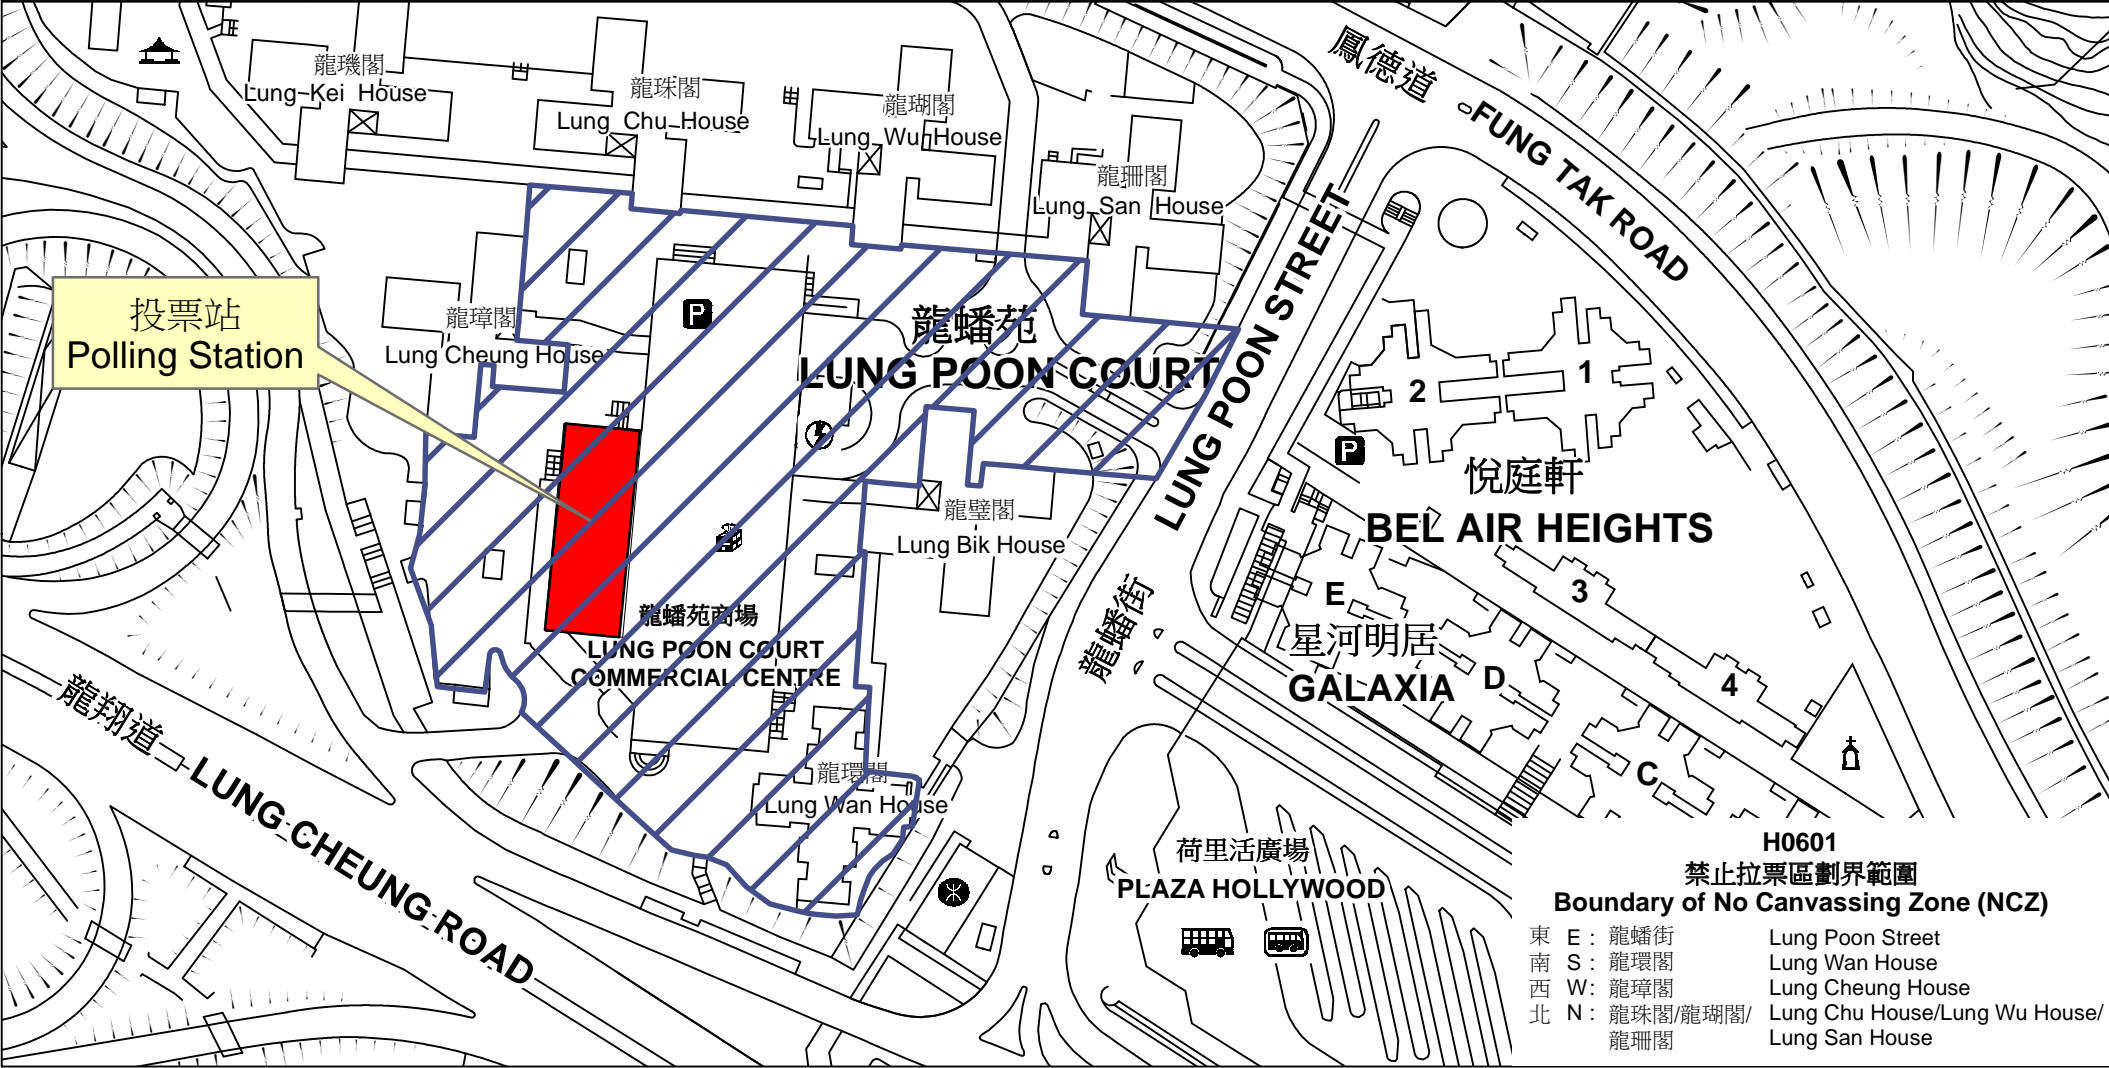 龍璣閣
Lung Kei House
龍珠閣
Lung Chu House
龍瑚閣
Lung Wu House
龍珊閣
Lung San House
鳳德道
FUNG TAK ROAD
投票站
Polling Station
龍璋閣
Lung Cheung House
P
龍蟠苑
LUNG POON COURT
LUNG POON STREET
龍蟠街
2
1
P
悅庭軒
BEL AIR HEIGHTS
龍璧閣
Lung Bik House
E
3
星河明居
GALAXIA
D
4
C
龍蟠苑商場
LUNG POON COURT
COMMERCIAL CENTRE
龍翔道
LUNG CHEUNG ROAD
龍環閣
Lung Wan House
荷里活廣場
PLAZA HOLLYWOOD
H0601
禁止拉票區劃界範圍
Boundary of No Canvassing Zone (NCZ)
東 E : 龍蟠街 Lung Poon Street
南 S : 龍環閣 Lung Wan House
西 W: 龍璋閣 Lung Cheung House
北 N : 龍珠閣/龍瑚閣/ Lung Chu House/Lung Wu House/
龍珊閣 Lung San House